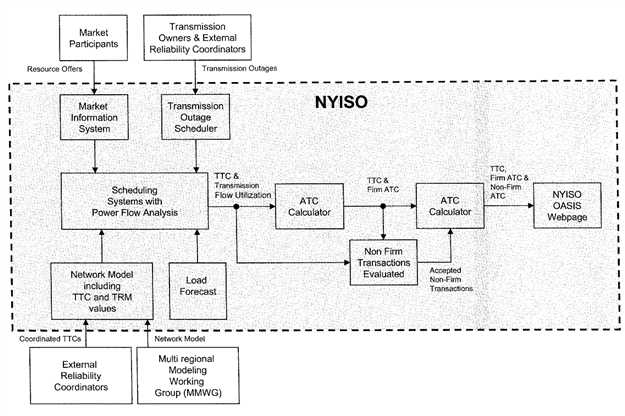 Market
Participants
Transmission
Owners & External
Reliability Coordinators
Resource Offers
Transmission Outages
NYISO
Market
Information
System
Transmission
Outage
Scheduler
Scheduling
Systems with
Power Flow Analysis
TTC &
Transmission
Flow Utilization
ATC
Calculator
TTC &
Firm ATC
ATC
Calculator
TTC,
Firm ATC &
Non-Firm
ATC
NYISO
OASIS
Webpage
Network Model
including
TTC and TRM
values
Load
Forecast
Non Firm
Transactions
Evaluated
Accepted
Non-Firm
Transactions
Coordinated TTCs
Network Model
External
Reliability
Coordinators
Multi regional
Modeling
Working
Group (MMWG)